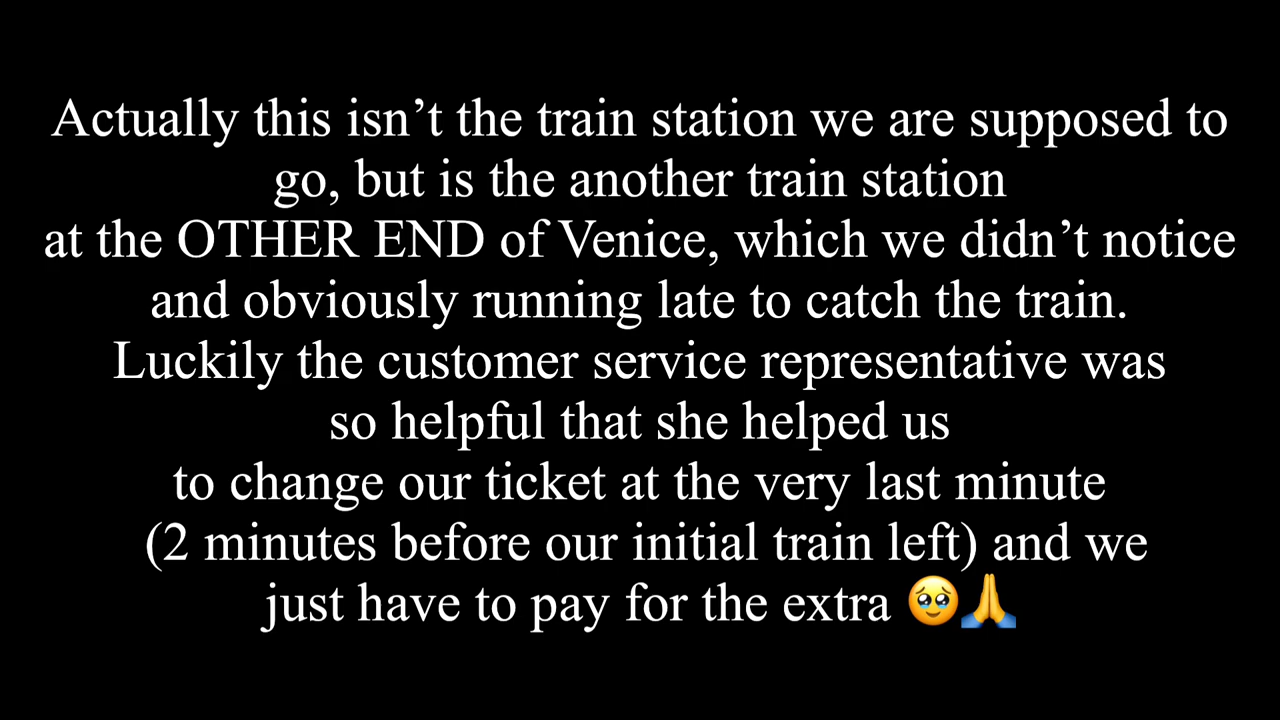 Actually this isn’t the train station we are supposed to
go, but is the another train station
at the OTHER END of Venice, which we didn’t notice
and obviously running late to catch the train.
Luckily the customer service representative was
so helpful that she helped us
to change our ticket at the very last minute
(2 minutes before our initial train left) and we
just have to pay for the extra 🥹🙏